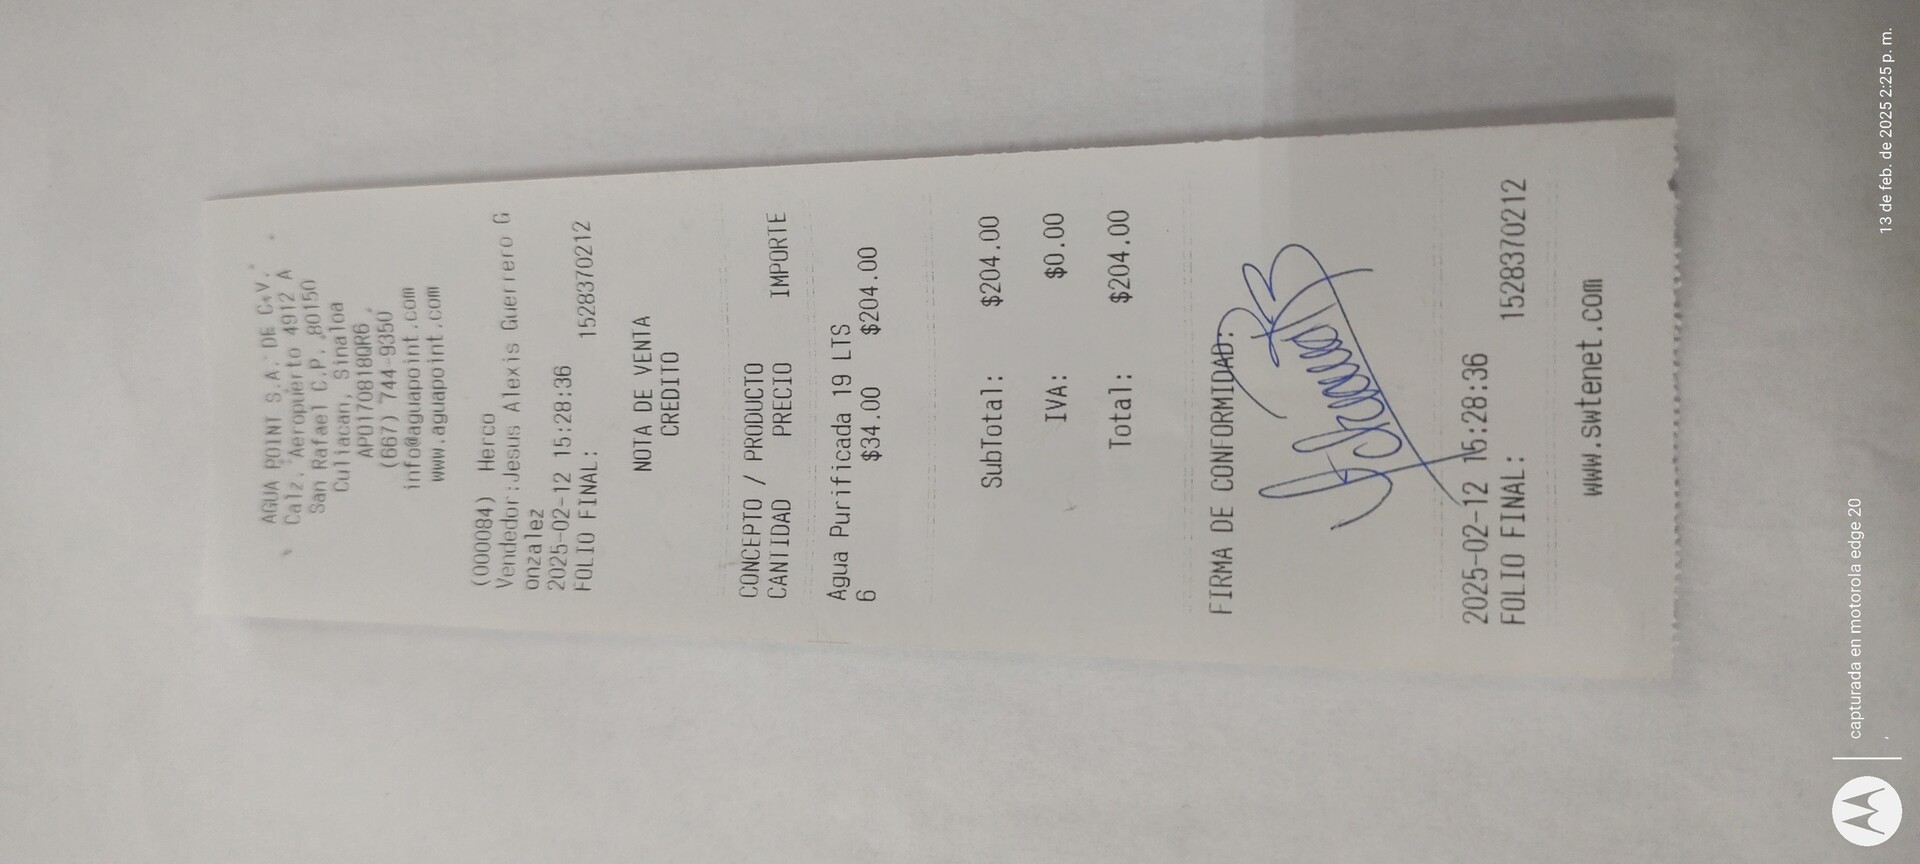 AGUA POINT S.A. DE C.V.
Calz. Aeropuerto 4912 A
San Rafael C.P. 80150
Culiacan, Sinaloa
APO170818QR6
(667) 744-9350
info@aguapoint.com
www.aguapoint.com
(000084) Herco
Vendedor:Jesus Alexis Guerrero G
onzalez
2025-02-12 15:28:36
FOLIO FINAL: 1528370212
NOTA DE VENTA
CREDITO
CONCEPTO / PRODUCTO
CANTIDAD PRECIO IMPORTE
Agua Purificada 19 LTS
6 $34.00 $204.00
SubTotal: $204.00
IVA: $0.00
Total: $204.00
FIRMA DE CONFORMIDAD:
2025-02-12 15:28:36
FOLIO FINAL: 1528370212
www.swtenet.com
capturada en motorola edge 20
13 de feb. de 2025 2:25 p. m.